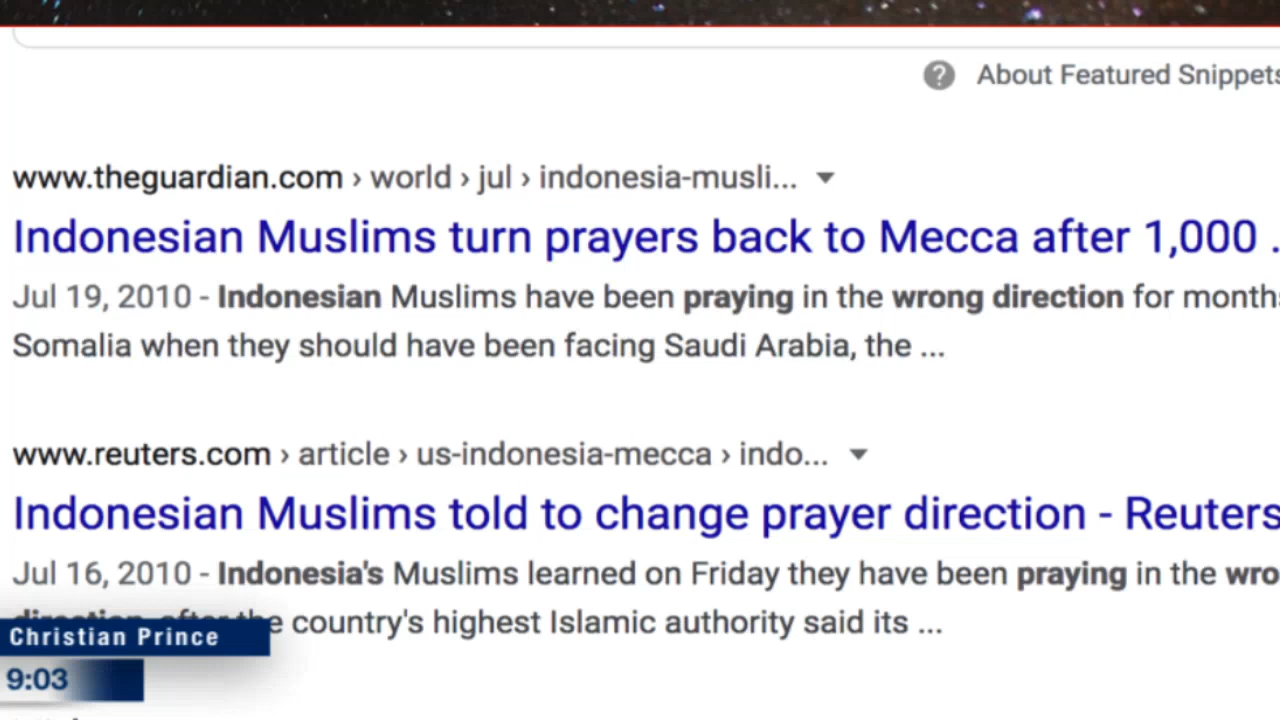 About Featured Snippets
www.theguardian.com › world › jul › indonesia-musli...
Indonesian Muslims turn prayers back to Mecca after 1,000 .
Jul 19, 2010 - Indonesian Muslims have been praying in the wrong direction for months
Somalia when they should have been facing Saudi Arabia, the ...
www.reuters.com › article › us-indonesia-mecca › indo...
Indonesian Muslims told to change prayer direction - Reuters
Jul 16, 2010 - Indonesia's Muslims learned on Friday they have been praying in the wro
direction, after the country's highest Islamic authority said its ...
Christian Prince
9:03